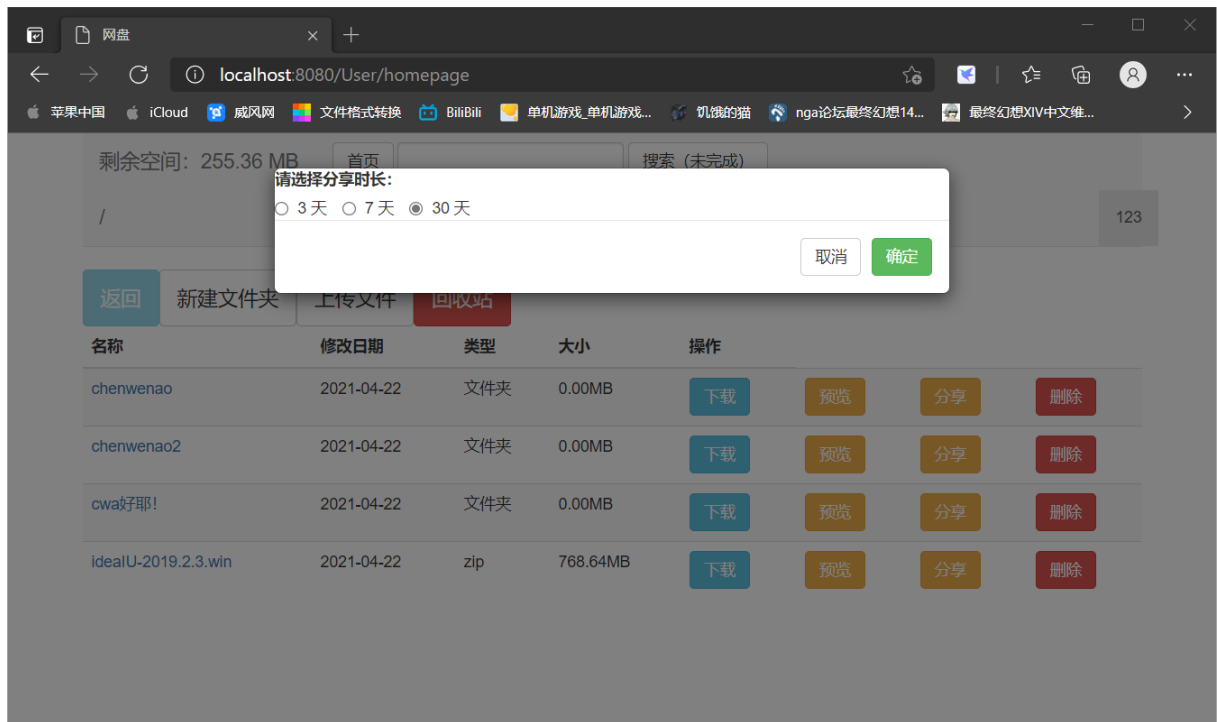 网盘
localhost:8080/User/homepage
苹果中国 iCloud 威风网 文件格式转换 BiliBili 单机游戏_单机游戏... 饥饿的猫 nga论坛最终幻想14... 最终幻想XIV中文维...
剩余空间：255.36 MB 首页 搜索（未完成）
请选择分享时长：
3 天 7 天 30 天
/ 123
取消 确定
返回 新建文件夹 上传文件 回收站
名称 修改日期 类型 大小 操作
chenwenao 2021-04-22 文件夹 0.00MB 下载 预览 分享 删除
chenwenao2 2021-04-22 文件夹 0.00MB 下载 预览 分享 删除
cwa好耶！ 2021-04-22 文件夹 0.00MB 下载 预览 分享 删除
ideaIU-2019.2.3.win 2021-04-22 zip 768.64MB 下载 预览 分享 删除